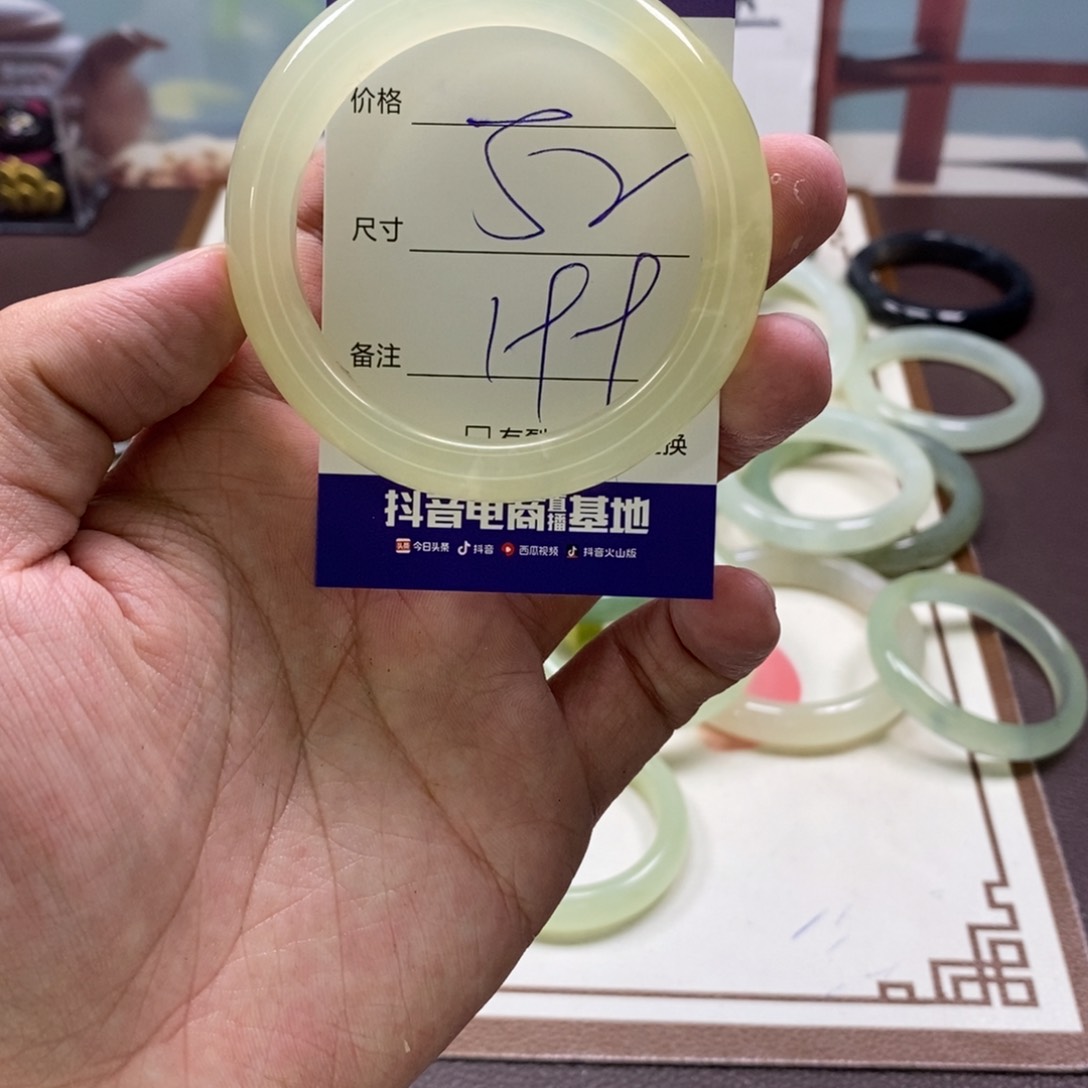 价格
52
尺寸
199
备注
抖音电商直播基地
今日头条 抖音 西瓜视频 抖音火山版